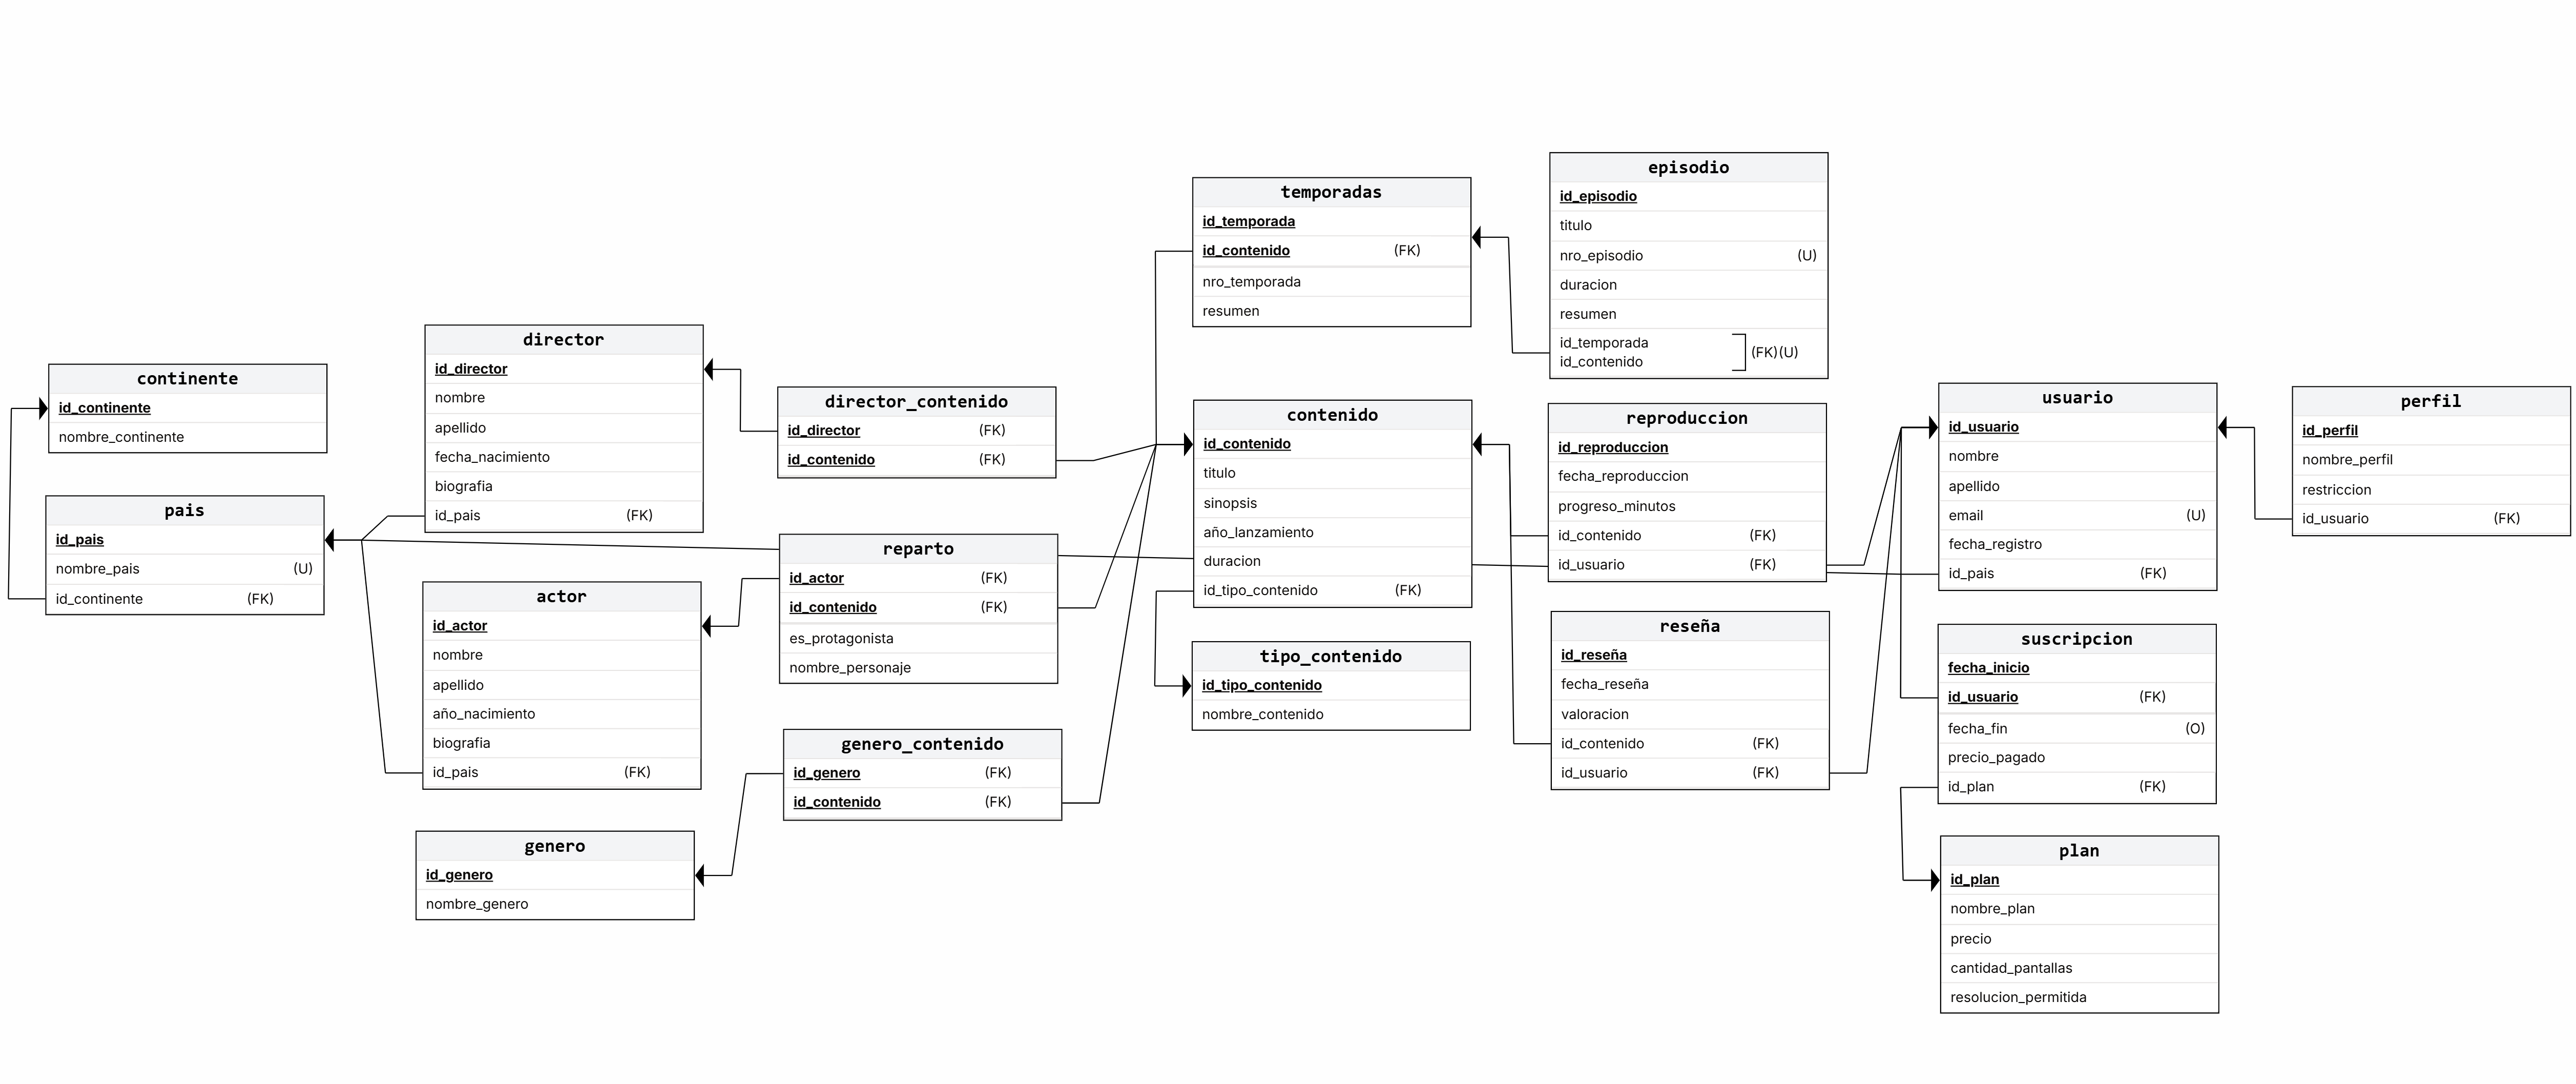 continente
id_continente
nombre_continente
pais
id_pais
nombre_pais (U)
id_continente (FK)
director
id_director
nombre
apellido
fecha_nacimiento
biografia
id_pais (FK)
actor
id_actor
nombre
apellido
año_nacimiento
biografia
id_pais (FK)
genero
id_genero
nombre_genero
director_contenido
id_director (FK)
id_contenido (FK)
reparto
id_actor (FK)
id_contenido (FK)
es_protagonista
nombre_personaje
genero_contenido
id_genero (FK)
id_contenido (FK)
temporadas
id_temporada
id_contenido (FK)
nro_temporada
resumen
contenido
id_contenido
titulo
sinopsis
año_lanzamiento
duracion
id_tipo_contenido (FK)
tipo_contenido
id_tipo_contenido
nombre_contenido
episodio
id_episodio
titulo
nro_episodio (U)
duracion
resumen
id_temporada
id_contenido
(FK)(U)
reproduccion
id_reproduccion
fecha_reproduccion
progreso_minutos
id_contenido (FK)
id_usuario (FK)
reseña
id_reseña
fecha_reseña
valoracion
id_contenido (FK)
id_usuario (FK)
usuario
id_usuario
nombre
apellido
email (U)
fecha_registro
id_pais (FK)
suscripcion
fecha_inicio
id_usuario (FK)
fecha_fin (O)
precio_pagado
id_plan (FK)
plan
id_plan
nombre_plan
precio
cantidad_pantallas
resolucion_permitida
perfil
id_perfil
nombre_perfil
restriccion
id_usuario (FK)